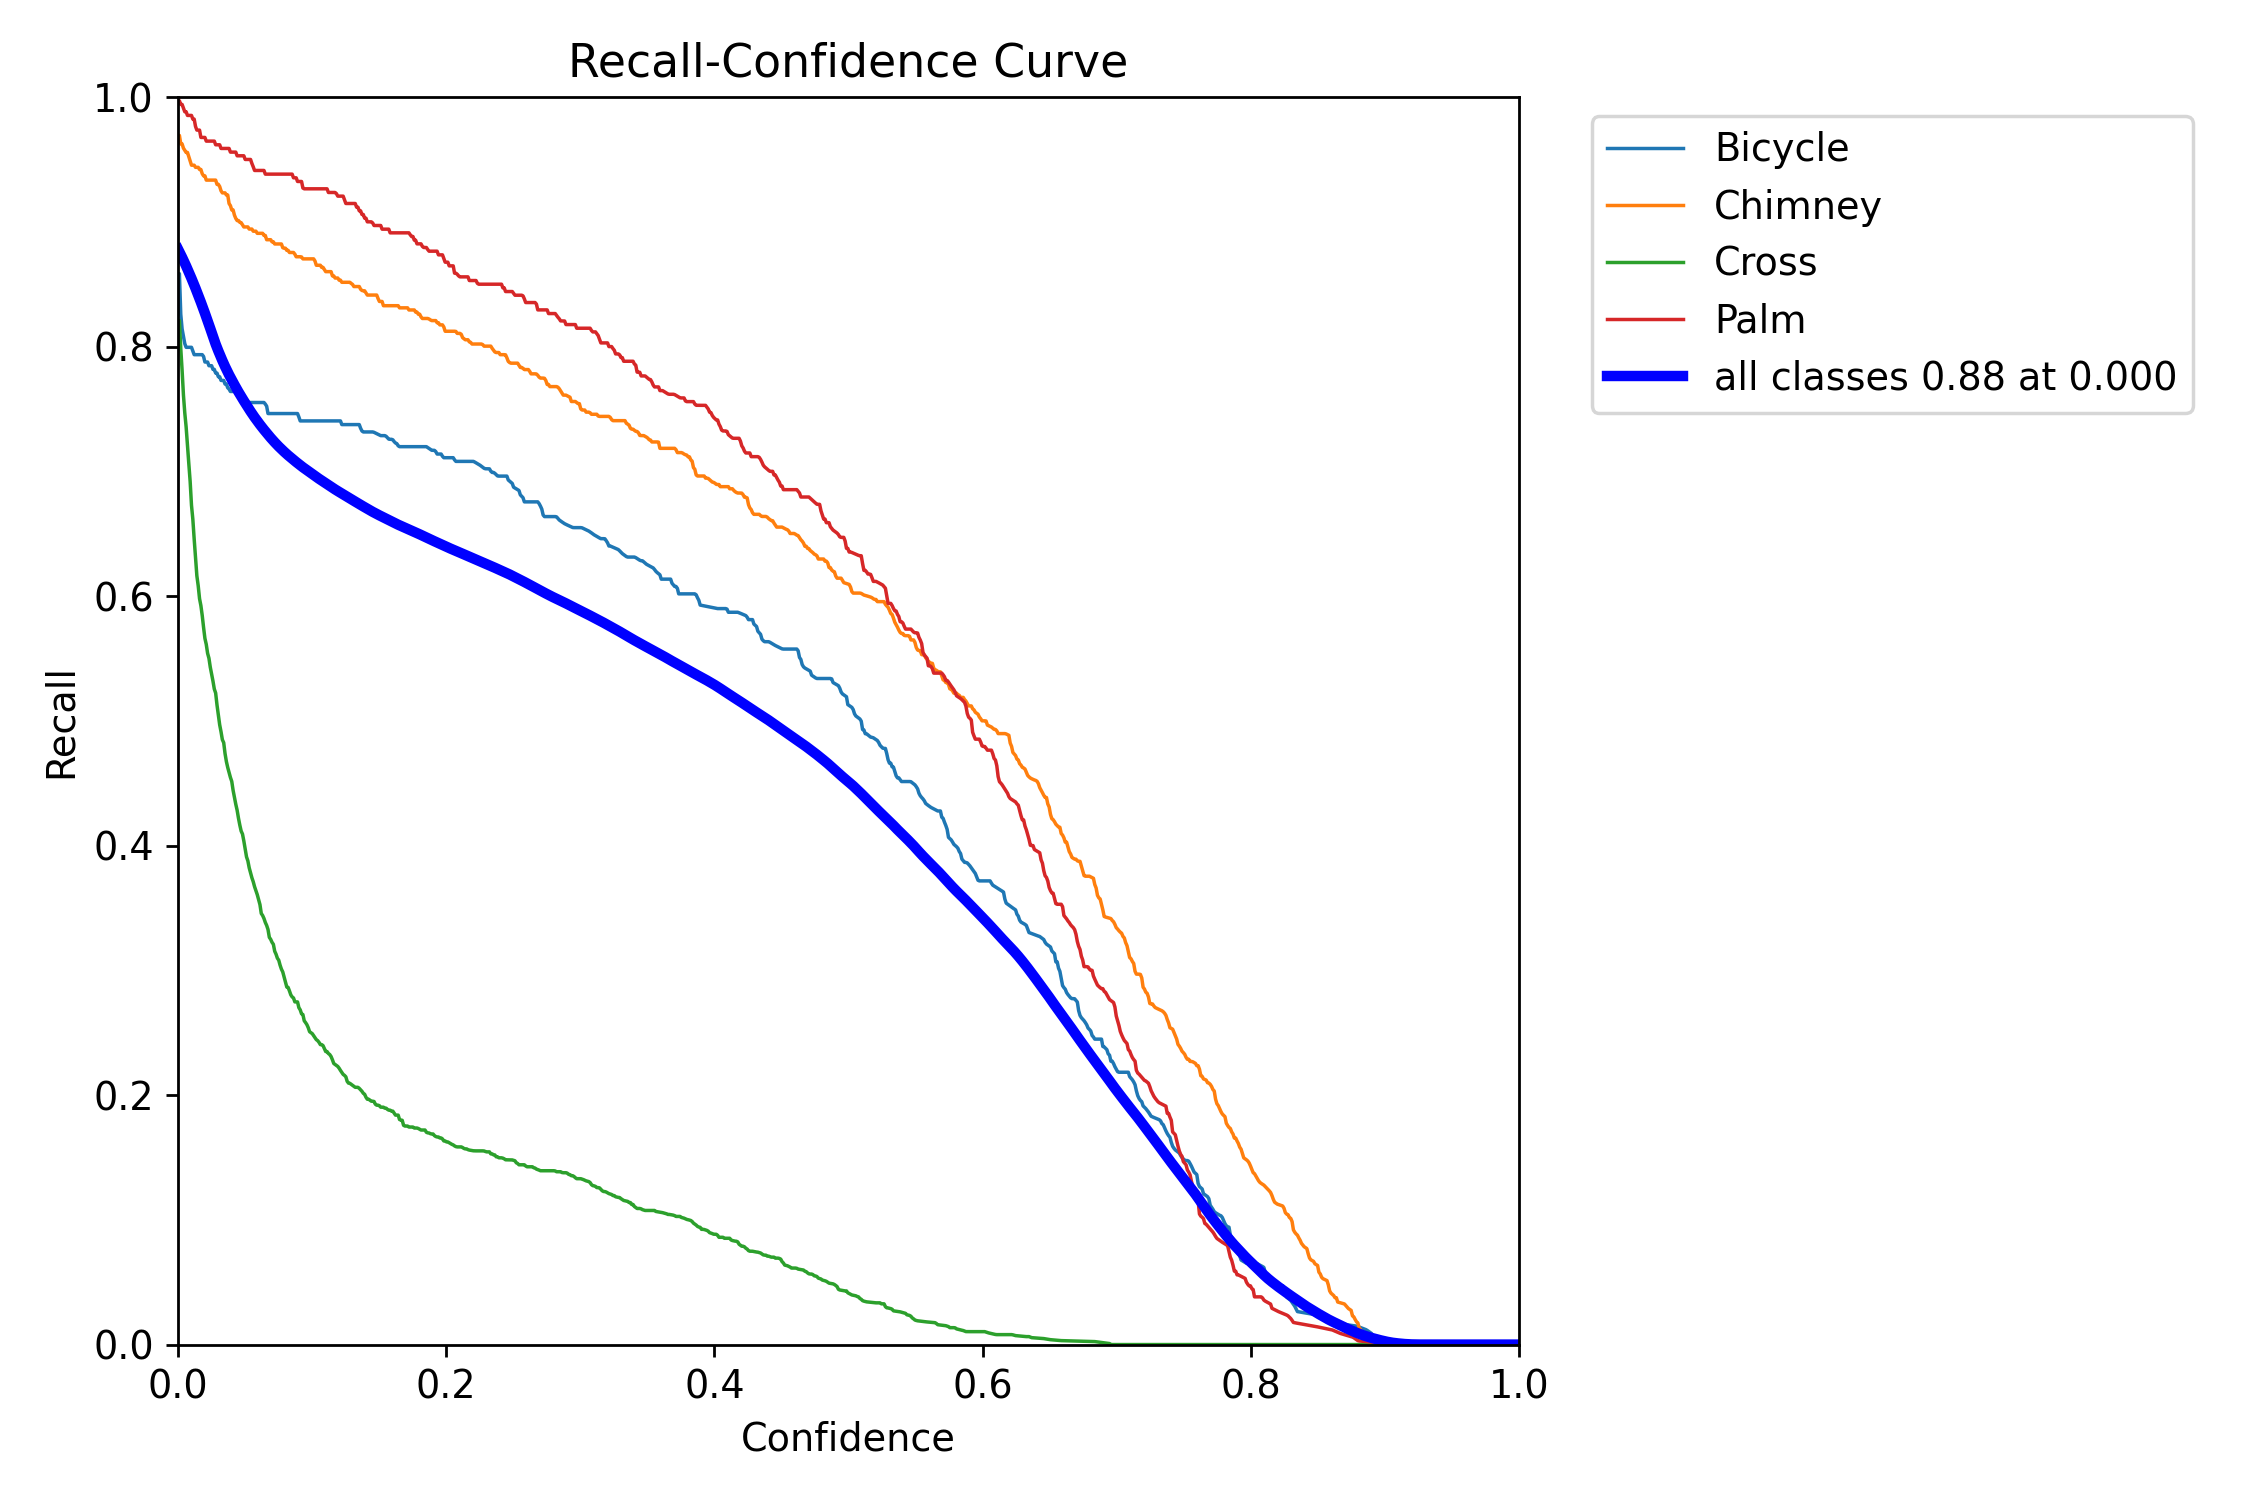 Recall-Confidence Curve
1.0
0.8
0.6
0.4
0.2
0.0
Recall
0.0 0.2 0.4 0.6 0.8 1.0
Confidence
Bicycle
Chimney
Cross
Palm
all classes 0.88 at 0.000